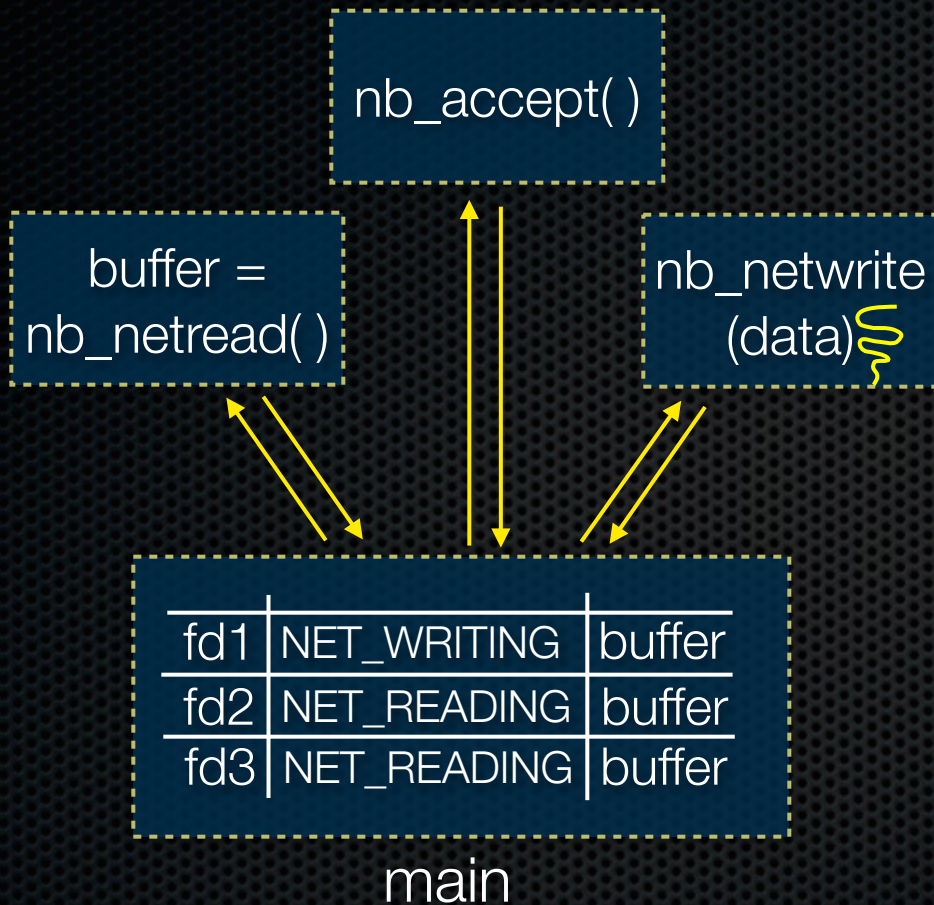 nb_accept( )
buffer =
nb_netread( )
nb_netwrite
(data)
fd1 NET_WRITING buffer
fd2 NET_READING buffer
fd3 NET_READING buffer
main